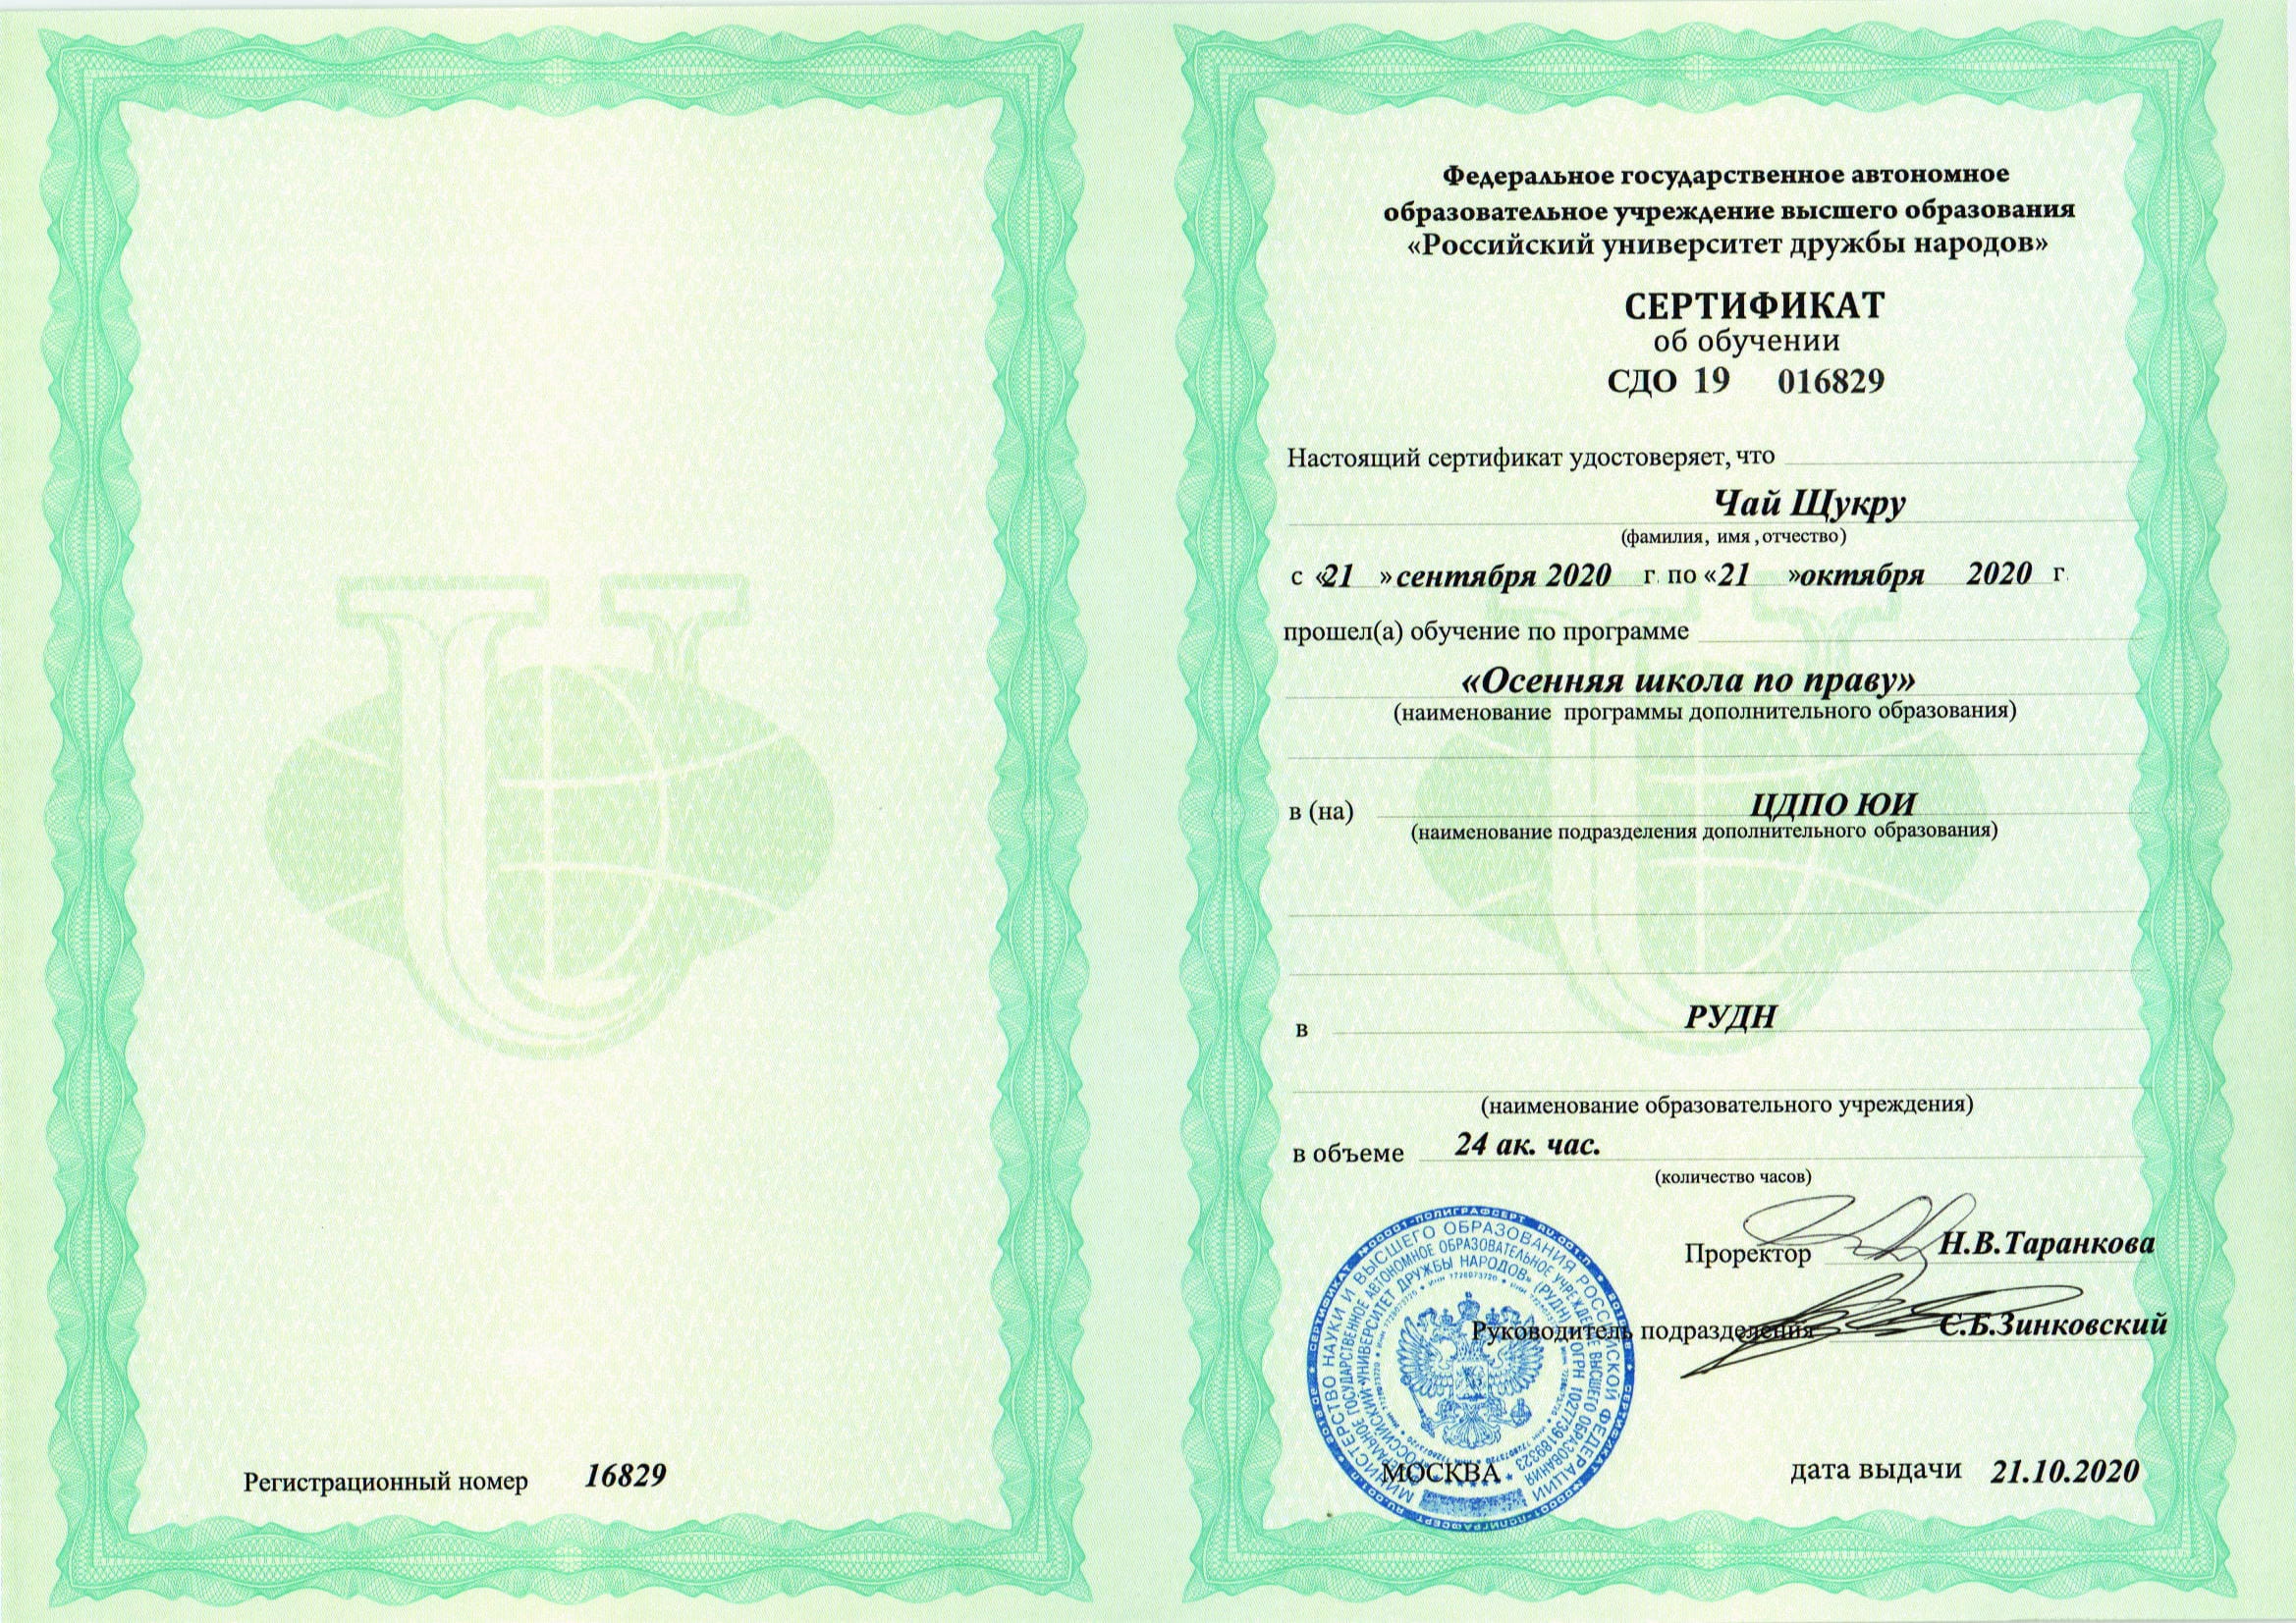 Федеральное государственное автономное
образовательное учреждение высшего образования
«Российский университет дружбы народов»
СЕРТИФИКАТ
об обучении
СДО 19 016829
Настоящий сертификат удостоверяет, что
Чай Щукру
(фамилия, имя ,отчество)
с «21 » сентября 2020 г. по «21 »октября 2020 г.
прошел(а) обучение по программе
«Осенняя школа по праву»
(наименование программы дополнительного образования)
в (на) ЦДПО ЮИ
(наименование подразделения дополнительного образования)
в РУДН
(наименование образовательного учреждения)
в объеме 24 ак. час.
(количество часов)
Проректор Н.В.Таранкова
Руководитель подразделения С.Б.Зинковский
МОСКВА дата выдачи 21.10.2020
Регистрационный номер 16829
МИНИСТЕРСТВО НАУКИ И ВЫСШЕГО ОБРАЗОВАНИЯ РОССИЙСКОЙ ФЕДЕРАЦИИ
ФЕДЕРАЛЬНОЕ ГОСУДАРСТВЕННОЕ АВТОНОМНОЕ ОБРАЗОВАТЕЛЬНОЕ УЧРЕЖДЕНИЕ ВЫСШЕГО ОБРАЗОВАНИЯ
«РОССИЙСКИЙ УНИВЕРСИТЕТ ДРУЖБЫ НАРОДОВ» (РУДН) ОГРН 1027739189323